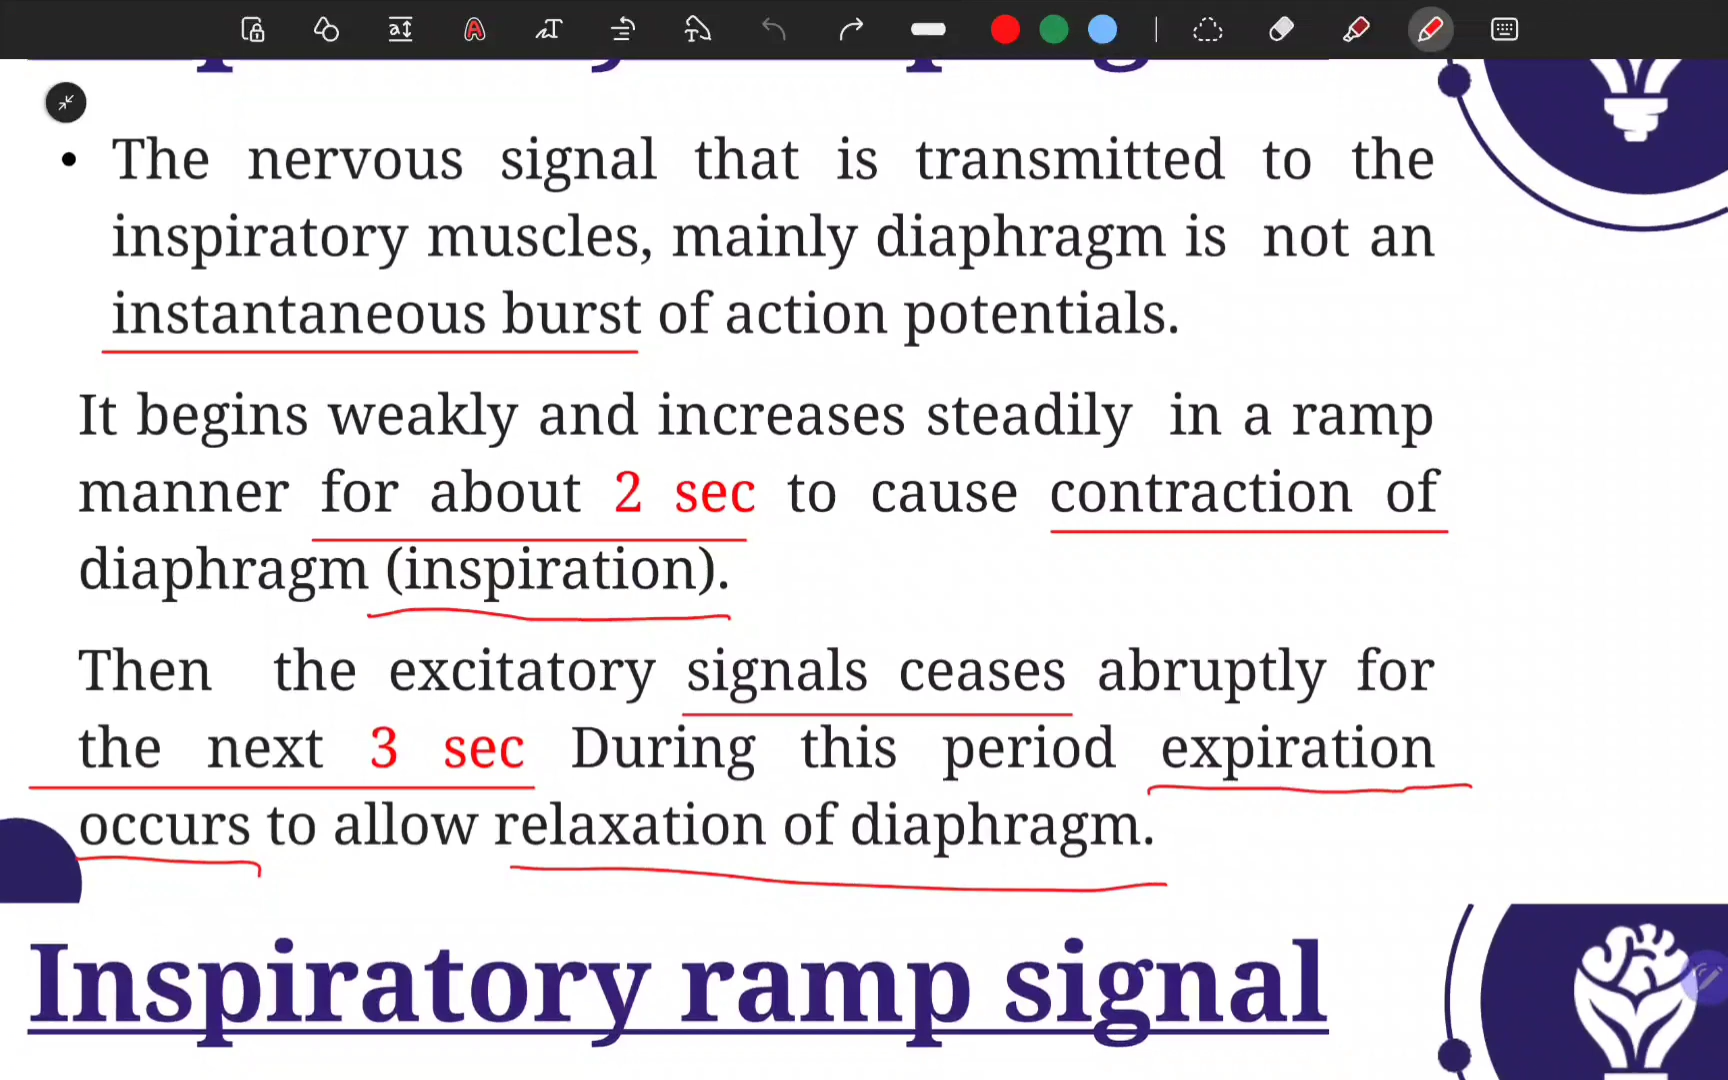 • The nervous signal that is transmitted to the
inspiratory muscles, mainly diaphragm is not an
instantaneous burst of action potentials.
It begins weakly and increases steadily in a ramp
manner for about 2 sec to cause contraction of
diaphragm (inspiration).
Then the excitatory signals ceases abruptly for
the next 3 sec During this period expiration
occurs to allow relaxation of diaphragm.
Inspiratory ramp signal